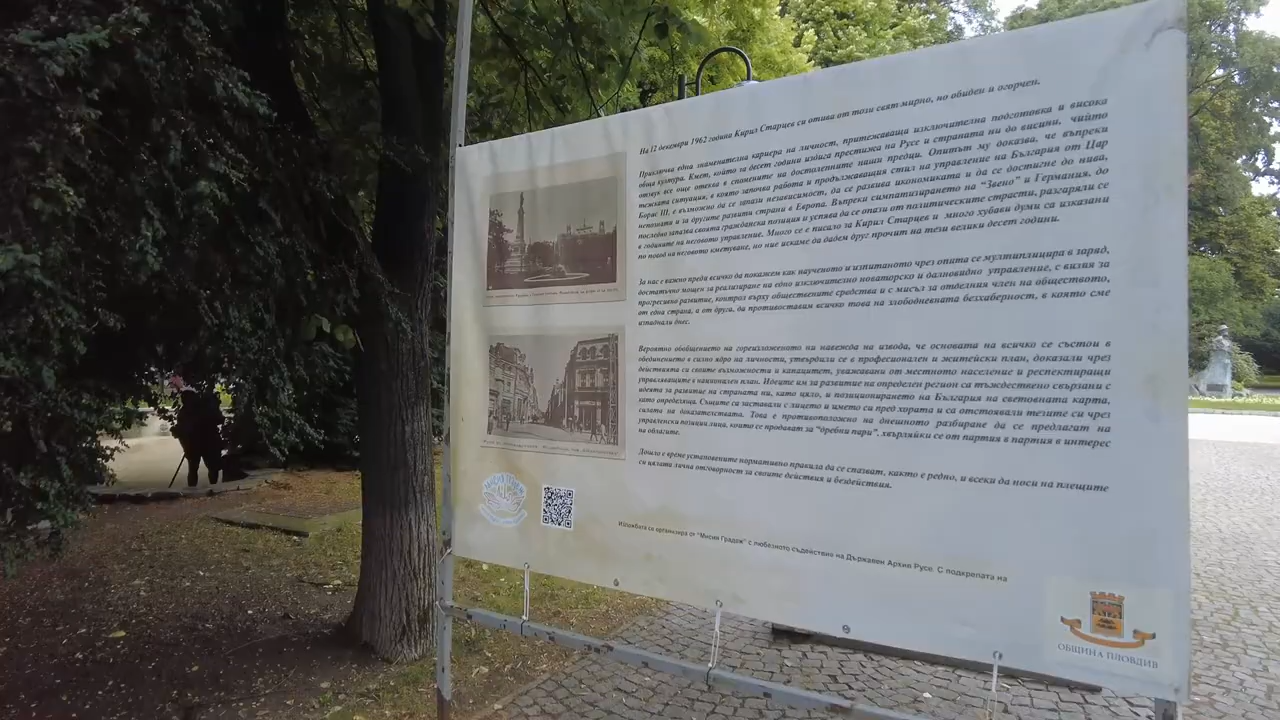 На 12 декември 1962 година Кирил Старцев си отива от този свят мирно, но обиден и огорчен.
Приключва една знаменателна кариера на личност, притежаваща изключителна подготовка и висока
обща култура. Кмет, който за десет години издига престижа на Русе и страната ни до висини, чийто
отзвук все още отеква в спомените на достолепните наши предци. Опитът му доказва, че въпреки
тежката ситуация, в която започва работа и продължаващия стил на управление на България от Цар
Борис III, е възможно да се запази независимост, да се развива икономиката и да се достигне до нива,
непознати и за другите развити страни в Европа. Въпреки симпатизирането на "Звено" и Германия, до
последно запазва своята гражданска позиция и успява да се опази от политическите страсти, разгаряли се
в годините на неговото управление. Много се е писало за Кирил Старцев и много хубави думи са изказани
по повод на неговото кметуване, но ние искаме да дадем друг прочит на тези велики десет години.
За нас е важно преди всичко да покажем как наученото и изпитаното чрез опита се мултиплицира в заряд,
достатъчно мощен за реализиране на едно изключително новаторско и далновидно управление, с визия за
прогресивно развитие, контрол върху обществените средства и с мисъл за отделния член на обществото,
от една страна, а от друга, да противоставим всичко това на злободневната безхаберност, в която сме
изпаднали днес.
Вероятно обобщението на гореизложеното ни навежда на извода, че основата на всичко се състои в
обединението в силно ядро на личности, утвърдили се в професионален и житейски план, доказали чрез
действията си своите възможности и капацитет, уважавани от местното население и респектиращи
управляващите в национален план. Идеите им за развитие на определен регион са тъждествено свързани с
идеята за развитие на страната ни, като цяло, и позиционирането на България на световната карта,
като определяща. Същите са заставали с лицето и името си пред хората и са отстоявали тезите си чрез
силата на доказателствата. Това е противоположно на днешното разбиране да се предлагат на
управленски позиции лица, които се продават за "дребни пари", хвърляйки се от партия в партия в интерес
на благите.
Дошло е време установените нормативно правила да се спазват, както е редно, и всеки да носи на плещите
си цялата лична отговорност за своите действия и бездействия.
Изложбата се организира от "Мисия Градеж" с любезното съдействие на Държавен Архив Русе. С подкрепата на
ОБЩИНА ПЛОВДИВ